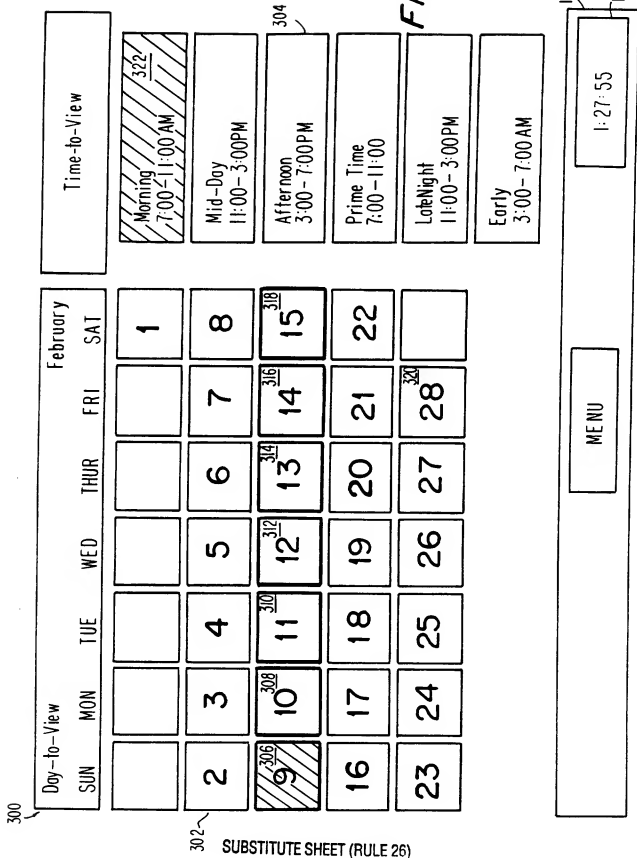 300
Day-to-View February
SUN MON TUE WED THUR FRI SAT
1
302
2 3 4 5 6 7 8
306 308 310 312 314 316 318
9 10 11 12 13 14 15
16 17 18 19 20 21 22
320
23 24 25 26 27 28
Time-to-View
322
Morning
7:00-11:00 AM
Mid-Day
11:00-3:00PM
304
Afternoon
3:00-7:00PM
Prime Time
7:00-11:00
LateNight
11:00-3:00PM
Early
3:00-7:00AM
MENU
1:27:55
SUBSTITUTE SHEET (RULE 26)